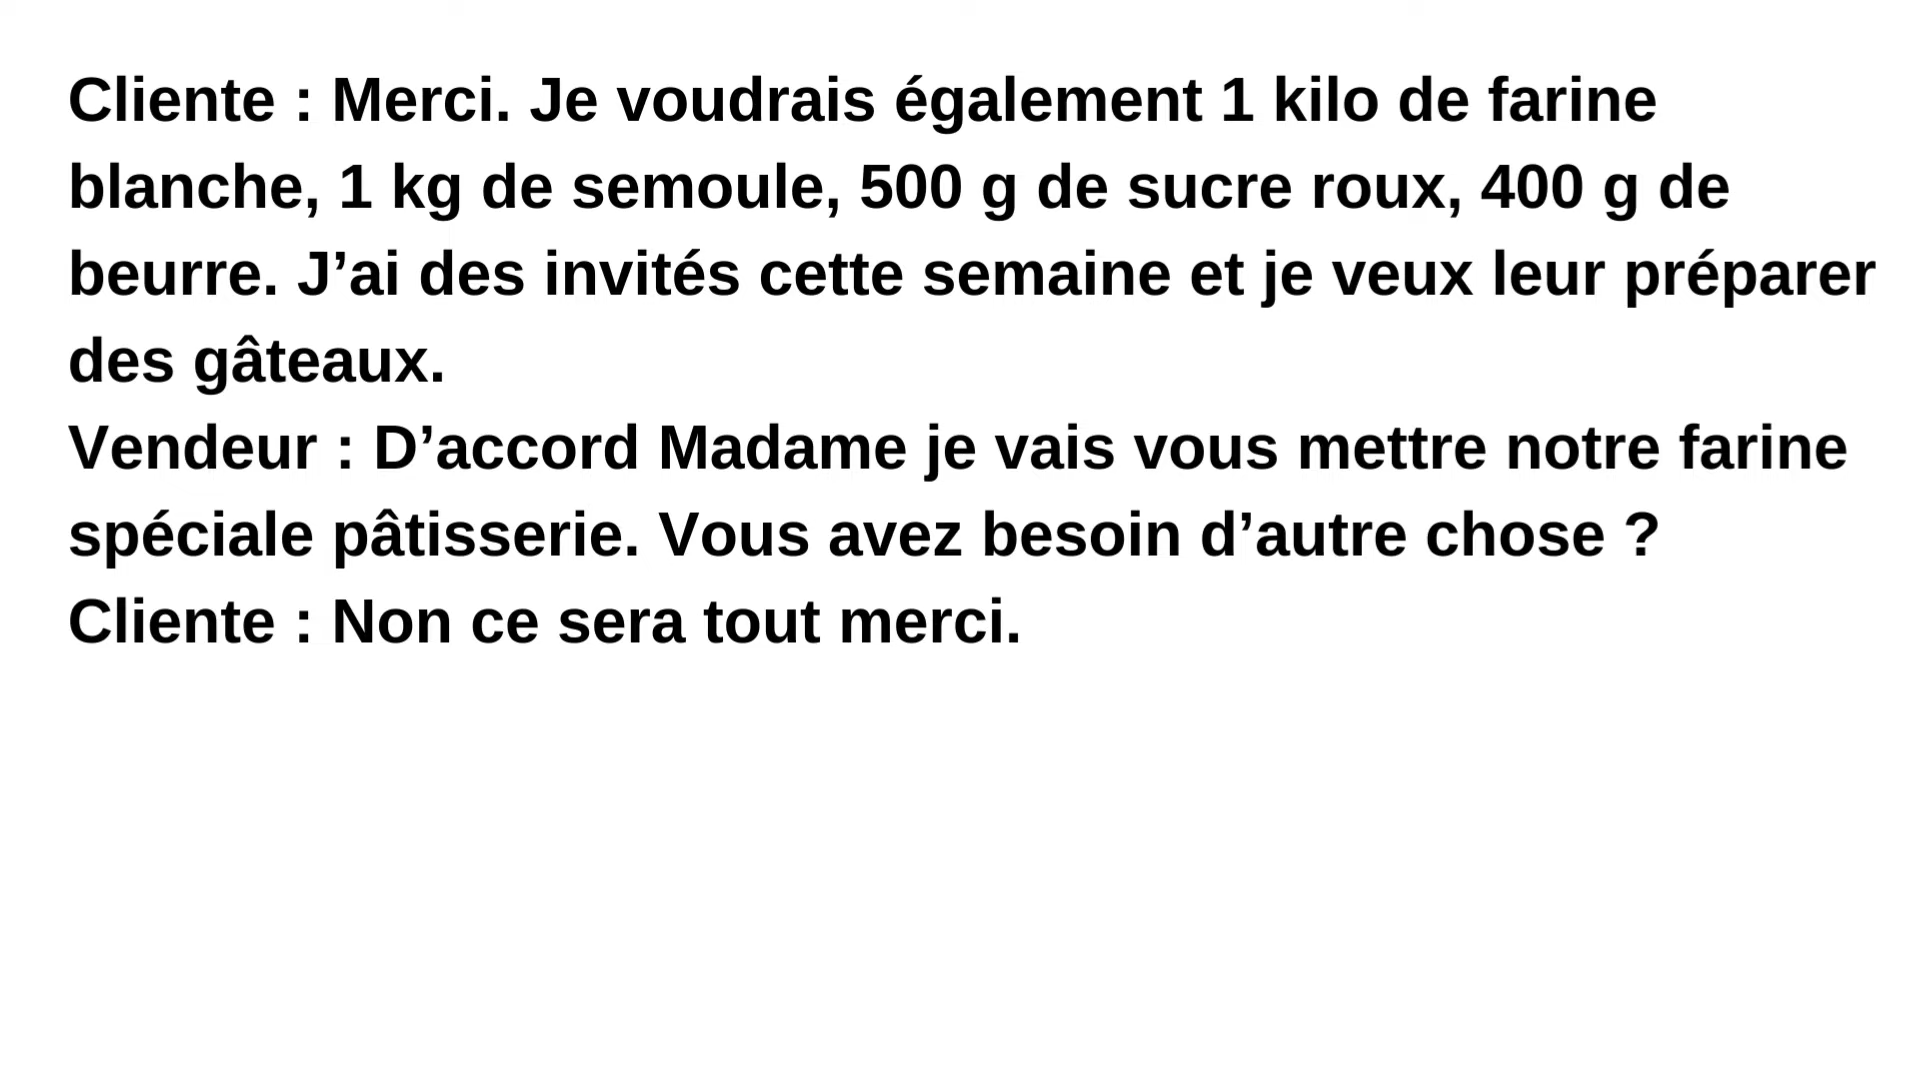 Cliente : Merci. Je voudrais également 1 kilo de farine
blanche, 1 kg de semoule, 500 g de sucre roux, 400 g de
beurre. J’ai des invités cette semaine et je veux leur préparer
des gâteaux.
Vendeur : D’accord Madame je vais vous mettre notre farine
spéciale pâtisserie. Vous avez besoin d’autre chose ?
Cliente : Non ce sera tout merci.